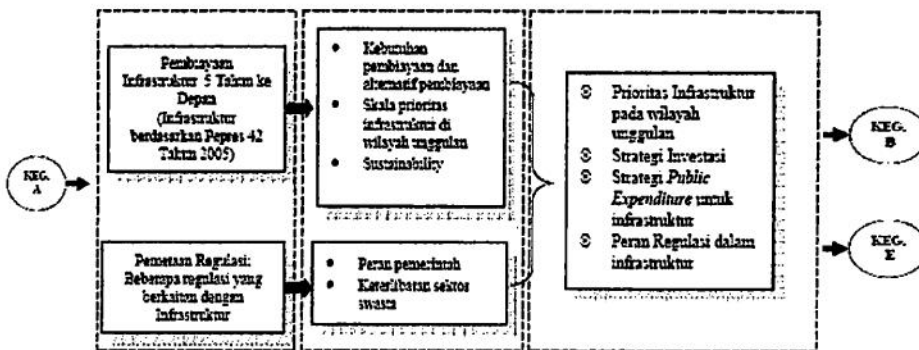 KEG.
A
Pembiayaan
Infrastruktur 5 Tahun ke
Depan
(Infrastruktur
berdasarkan Pepres 42
Tahun 2005)
Pemetaan Regulasi:
Beberapa regulasi yang
berkaitan dengan
Infrastruktur
Kebutuhan
pembiayaan dan
alternatif pembiayaan
Skala prioritas
infrastruktur di
wilayah unggulan
Sustainability
Peran pemerintah
Keterlibatan sektor
swasta
Prioritas Infrastruktur
pada wilayah
unggulan
Strategi Investasi
Strategi Public
Expenditure untuk
infrastruktur
Peran Regulasi dalam
infrastruktur
KEG.
B
KEG.
E